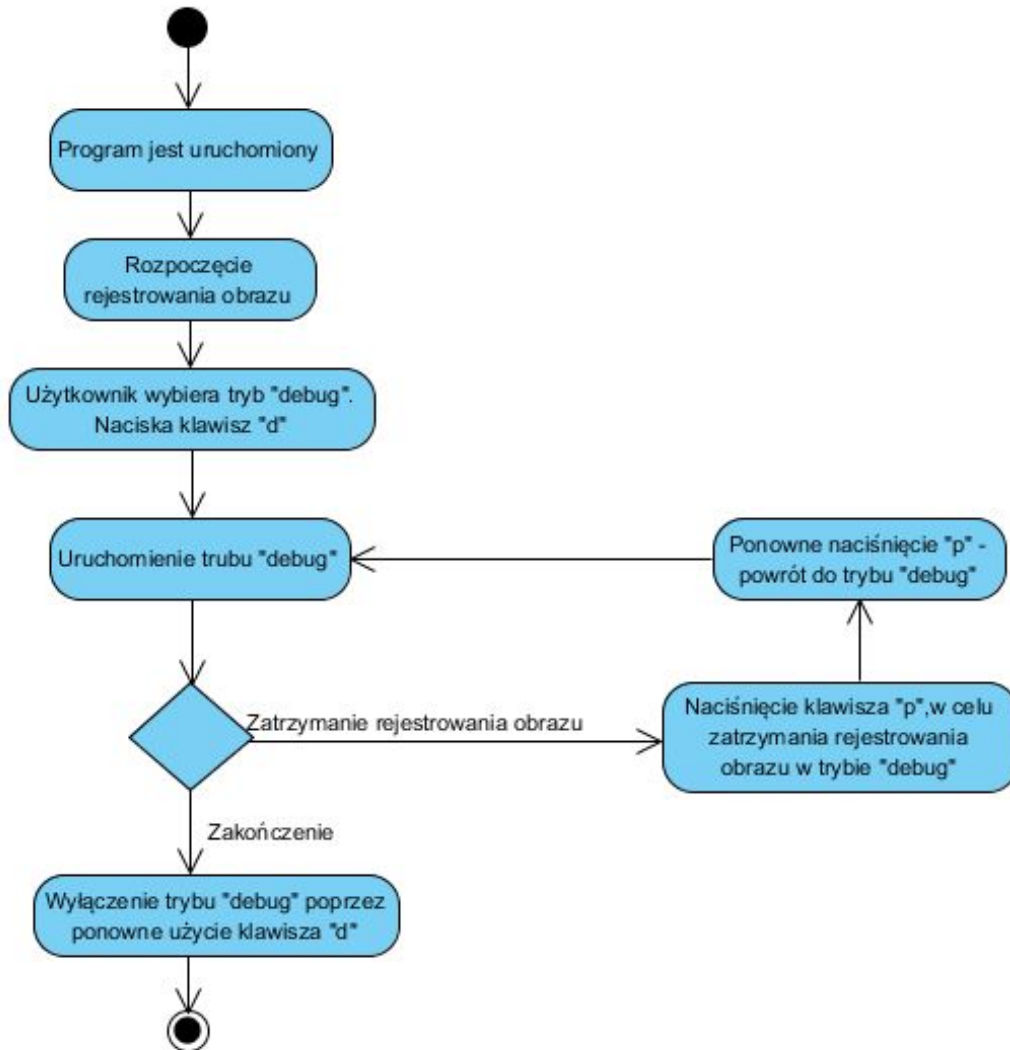 Program jest uruchomiony
Rozpoczęcie
rejestrowania obrazu
Użytkownik wybiera tryb "debug".
Naciska klawisz "d"
Uruchomienie trubu "debug"
Ponowne naciśnięcie "p" -
powrót do trybu "debug"
Zatrzymanie rejestrowania obrazu
Naciśnięcie klawisza "p",w celu
zatrzymania rejestrowania
obrazu w trybie "debug"
Zakończenie
Wyłączenie trybu "debug" poprzez
ponowne użycie klawisza "d"